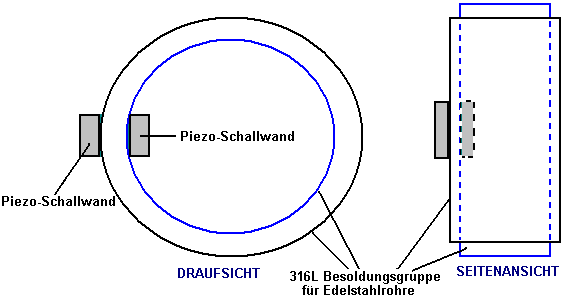 Piezo-Schallwand
Piezo-Schallwand
DRAUFSICHT
316L Besoldungsgruppe
für Edelstahlrohre
SEITENANSICHT